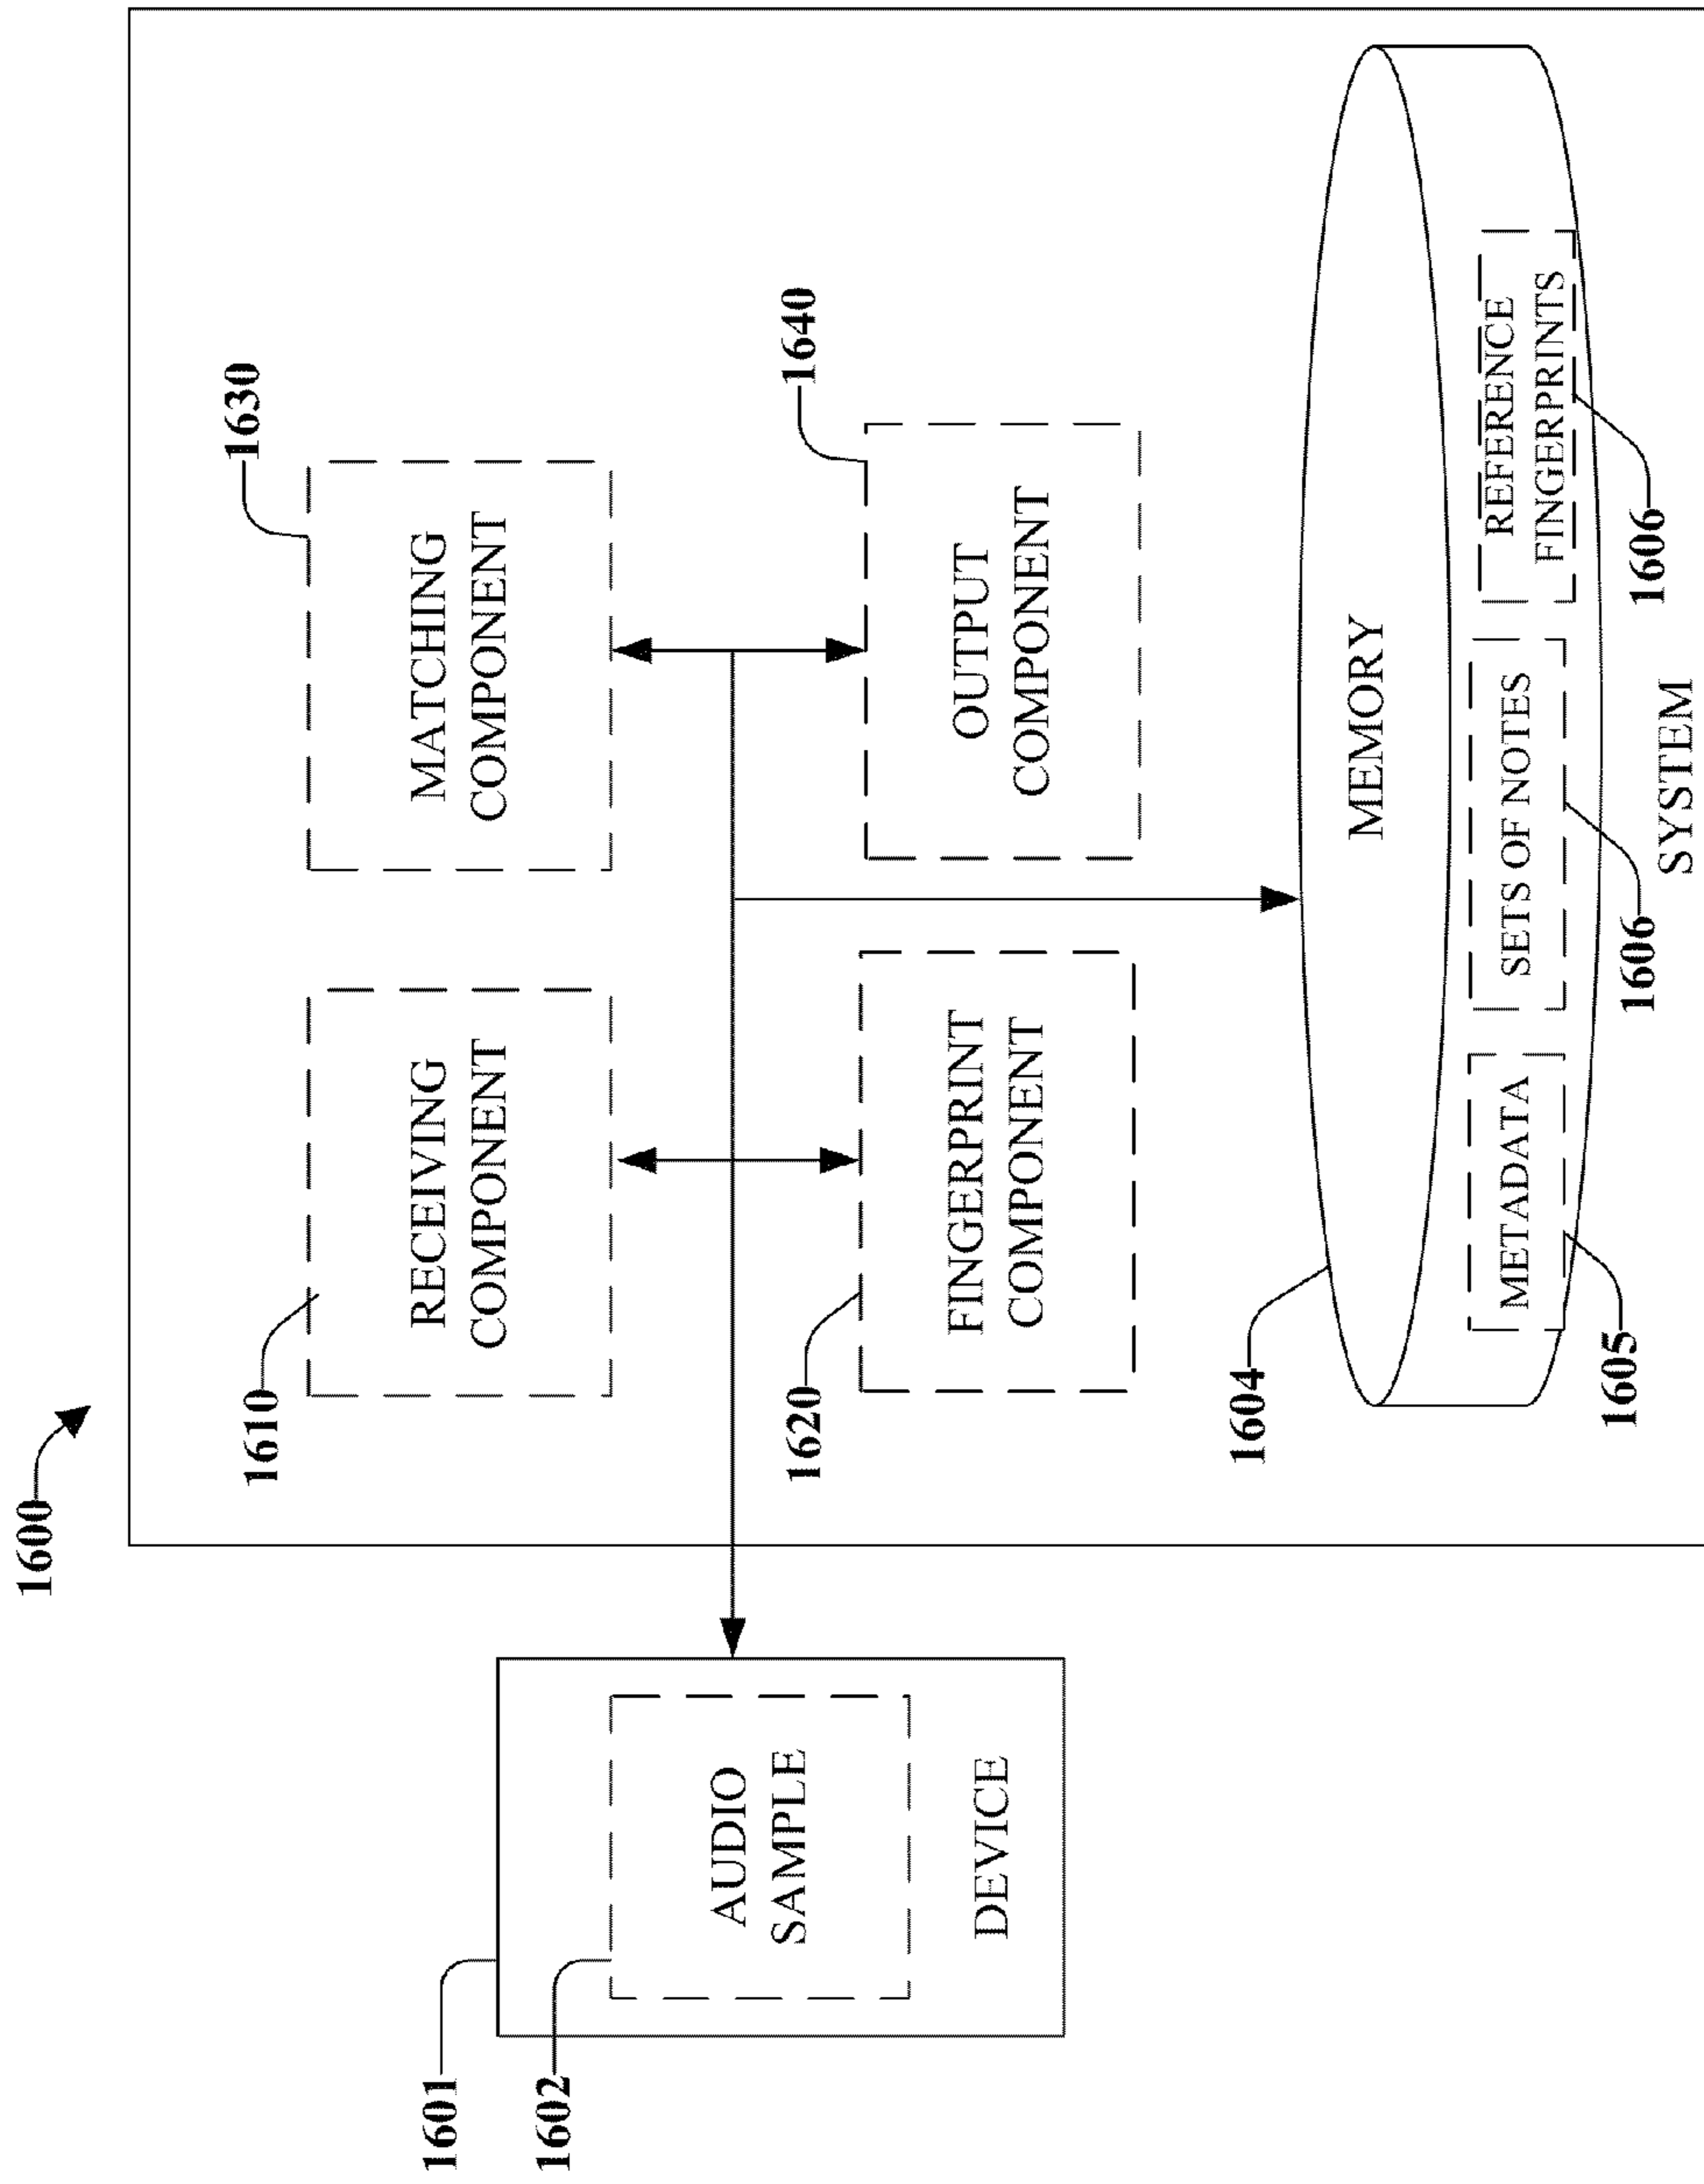 1600
1601
1602
AUDIO
SAMPLE
DEVICE
1610
RECEIVING
COMPONENT
1630
MATCHING
COMPONENT
1620
FINGERPRINT
COMPONENT
1640
OUTPUT
COMPONENT
1604
MEMORY
METADATA
SETS OF NOTES
REFERENCE
FINGERPRINTS
1605
1606
1606
SYSTEM